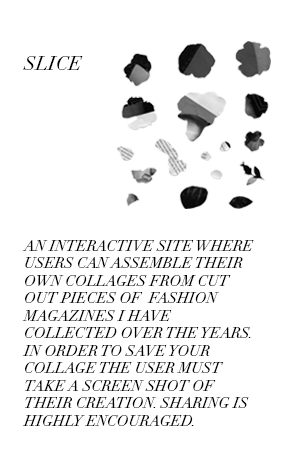 SLICE
AN INTERACTIVE SITE WHERE
USERS CAN ASSEMBLE THEIR
OWN COLLAGES FROM CUT
OUT PIECES OF FASHION
MAGAZINES I HAVE
COLLECTED OVER THE YEARS.
IN ORDER TO SAVE YOUR
COLLAGE THE USER MUST
TAKE A SCREEN SHOT OF
THEIR CREATION. SHARING IS
HIGHLY ENCOURAGED.